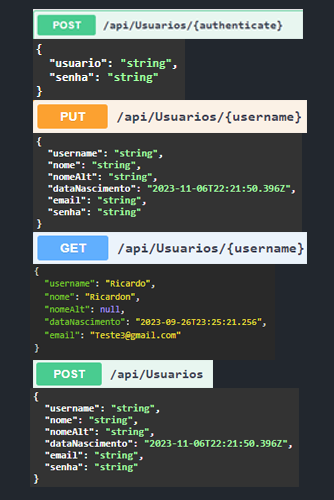 POST /api/Usuarios/{authenticate}
{
"usuario": "string",
"senha": "string"
}
PUT /api/Usuarios/{username}
{
"username": "string",
"nome": "string",
"nomeAlt": "string",
"dataNascimento": "2023-11-06T22:21:50.396Z",
"email": "string",
"senha": "string"
}
GET /api/Usuarios/{username}
{
"username": "Ricardo",
"nome": "Ricardon",
"nomeAlt": null,
"dataNascimento": "2023-09-26T23:25:21.256",
"email": "Teste3@gmail.com"
}
POST /api/Usuarios
{
"username": "string",
"nome": "string",
"nomeAlt": "string",
"dataNascimento": "2023-11-06T22:21:50.396Z",
"email": "string",
"senha": "string"
}